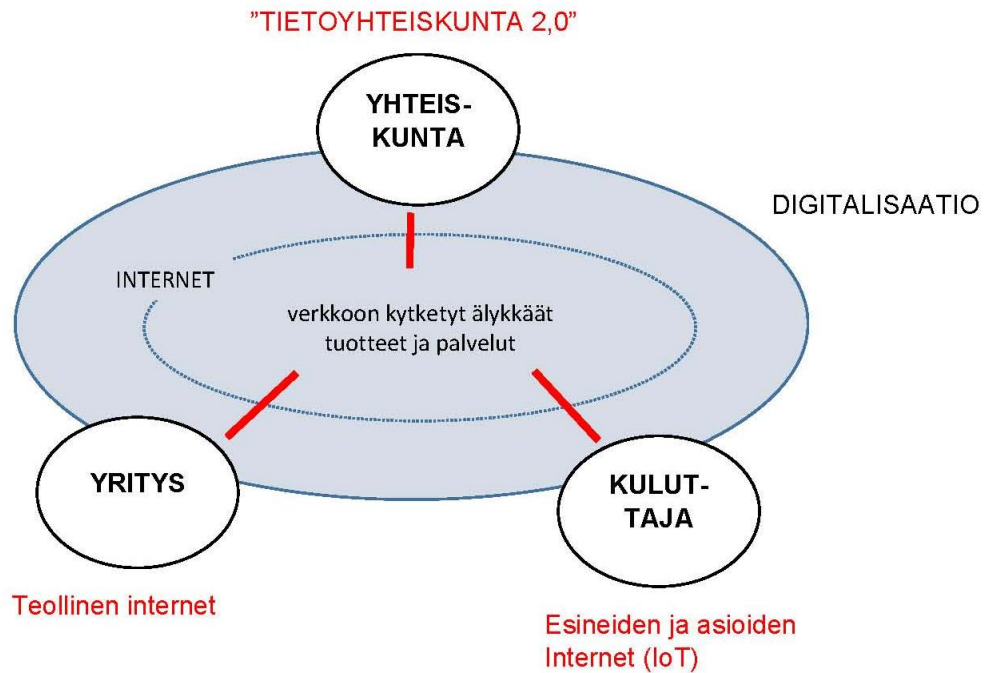 ”TIETOYHTEISKUNTA 2,0”
YHTEIS-
KUNTA
DIGITALISAATIO
INTERNET
verkkoon kytketyt älykkäät
tuotteet ja palvelut
YRITYS
KULUT-
TAJA
Teollinen internet
Esineiden ja asioiden
Internet (IoT)